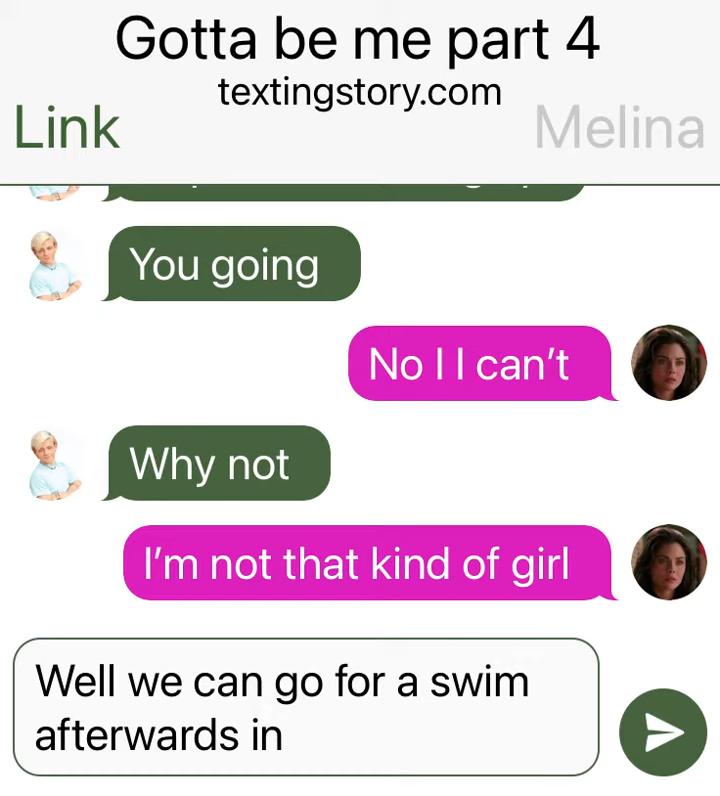 Gotta be me part 4
textingstory.com
Link
Melina
You going
No I I can't
Why not
I'm not that kind of girl
Well we can go for a swim
afterwards in